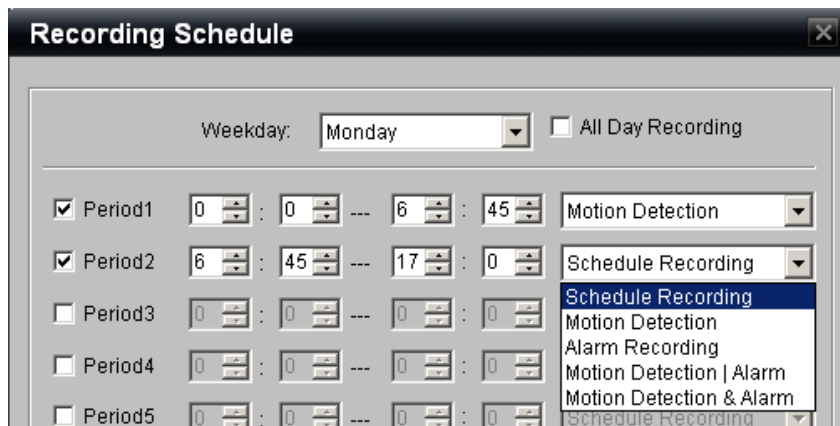 Recording Schedule
Weekday: Monday All Day Recording
Period1 0 : 0 --- 6 : 45 Motion Detection
Period2 6 : 45 --- 17 : 0 Schedule Recording
Schedule Recording
Period3 0 : 0 --- 0 : 0 Motion Detection
Alarm Recording
Period4 0 : 0 --- 0 : 0 Motion Detection | Alarm
Motion Detection & Alarm
Period5 0 : 0 --- 0 : 0 Schedule Recording